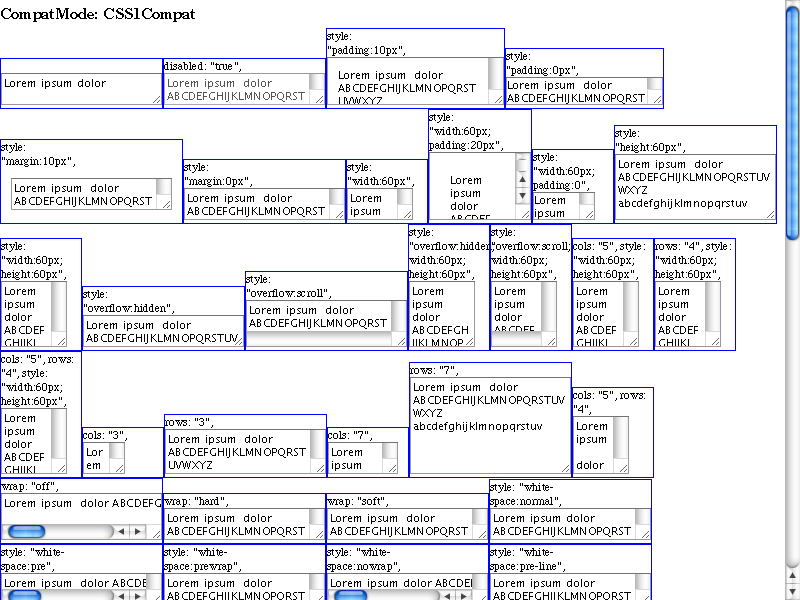 CompatMode: CSS1Compat
Lorem ipsum dolor
disabled: "true",
Lorem ipsum dolor
ABCDEFGHIJKLMNOPQRST
style:
"padding:10px",
Lorem ipsum dolor
ABCDEFGHIJKLMNOPQRST
UVWXYZ
style:
"padding:0px",
Lorem ipsum dolor
ABCDEFGHIJKLMNOPQRST
style:
"margin:10px",
Lorem ipsum dolor
ABCDEFGHIJKLMNOPQRST
style:
"margin:0px",
Lorem ipsum dolor
ABCDEFGHIJKLMNOPQRST
style:
"width:60px",
Lorem
ipsum
style:
"width:60px;
padding:20px",
Lorem
ipsum
dolor
ABCDEF
style:
"width:60px;
padding:0",
Lorem
ipsum
style:
"height:60px",
Lorem ipsum dolor
ABCDEFGHIJKLMNOPQRSTUV
WXYZ
abcdefghijklmnopqrstuv
style:
"width:60px;
height:60px",
Lorem
ipsum
dolor
ABCDEF
GHIJKL
style:
"overflow:hidden",
Lorem ipsum dolor
ABCDEFGHIJKLMNOPQRSTUV
style:
"overflow:scroll",
Lorem ipsum dolor
ABCDEFGHIJKLMNOPQRST
style:
"overflow:hidden;
width:60px;
height:60px",
Lorem
ipsum
dolor
ABCDEFGH
IJKLMNOP
style:
"overflow:scroll;
width:60px;
height:60px",
Lorem
ipsum
dolor
ABCDEF
cols: "5", style:
"width:60px;
height:60px",
Lorem
ipsum
dolor
ABCDEF
GHIJKL
rows: "4", style:
"width:60px;
height:60px",
Lorem
ipsum
dolor
ABCDEF
GHIJKL
cols: "5", rows:
"4", style:
"width:60px;
height:60px",
Lorem
ipsum
dolor
ABCDEF
GHIJKL
cols: "3",
Lor
em
rows: "3",
Lorem ipsum dolor
ABCDEFGHIJKLMNOPQRST
UVWXYZ
cols: "7",
Lorem
ipsum
rows: "7",
Lorem ipsum dolor
ABCDEFGHIJKLMNOPQRSTUV
WXYZ
abcdefghijklmnopqrstuv
cols: "5", rows:
"4",
Lorem
ipsum
dolor
wrap: "off",
Lorem ipsum dolor ABCDEFG
wrap: "hard",
Lorem ipsum dolor
ABCDEFGHIJKLMNOPQRST
wrap: "soft",
Lorem ipsum dolor
ABCDEFGHIJKLMNOPQRST
style: "white-
space:normal",
Lorem ipsum dolor
ABCDEFGHIJKLMNOPQRST
style: "white-
space:pre",
Lorem ipsum dolor ABCDE
style: "white-
space:prewrap",
Lorem ipsum dolor
ABCDEFGHIJKLMNOPQRST
style: "white-
space:nowrap",
Lorem ipsum dolor ABCDE
style: "white-
space:pre-line",
Lorem ipsum dolor
ABCDEFGHIJKLMNOPQRST